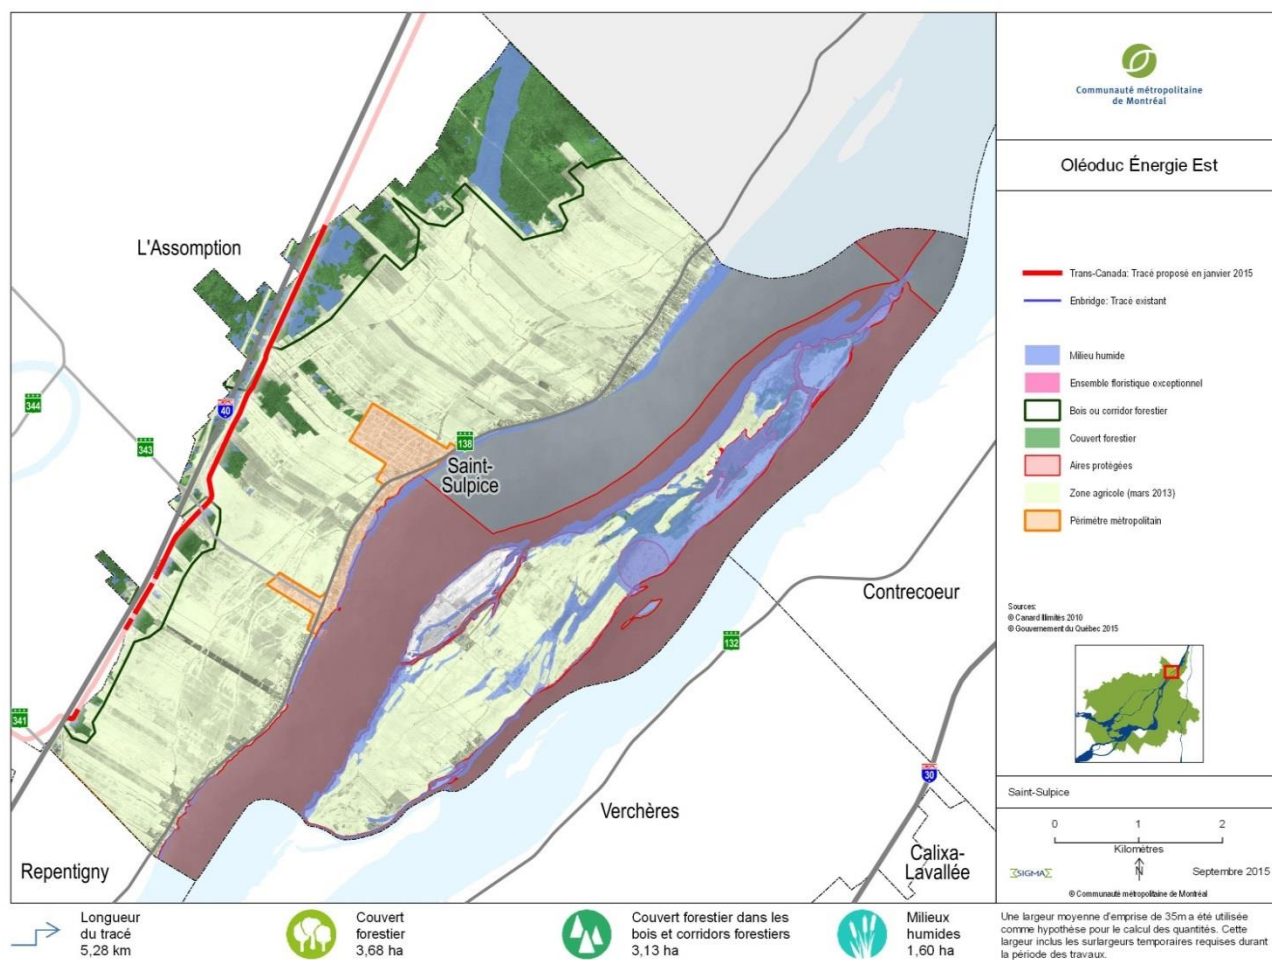 L'Assomption
344
343
40
138
Saint-
Sulpice
341
132
Contrecoeur
Verchères
30
Repentigny
Calixa-
Lavallée
Communauté métropolitaine
de Montréal
Oléoduc Énergie Est
Trans-Canada: Tracé proposé en janvier 2015
Enbridge: Tracé existant
Milieu humide
Ensemble floristique exceptionnel
Bois ou corridor forestier
Couvert forestier
Aires protégées
Zone agricole (mars 2013)
Périmètre métropolitain
Sources:
© Canard Illimités 2010
© Gouvernement du Québec 2015
Saint-Sulpice
0 1 2
Kilomètres
N
ΣSIGMAΣ
Septembre 2015
© Communauté métropolitaine de Montréal
Longueur
du tracé
5,28 km
Couvert
forestier
3,68 ha
Couvert forestier dans les
bois et corridors forestiers
3,13 ha
Milieux
humides
1,60 ha
Une largeur moyenne d'emprise de 35m a été utilisée
comme hypothèse pour le calcul des quantités. Cette
largeur inclus les surlargeurs temporaires requises durant
la période des travaux.